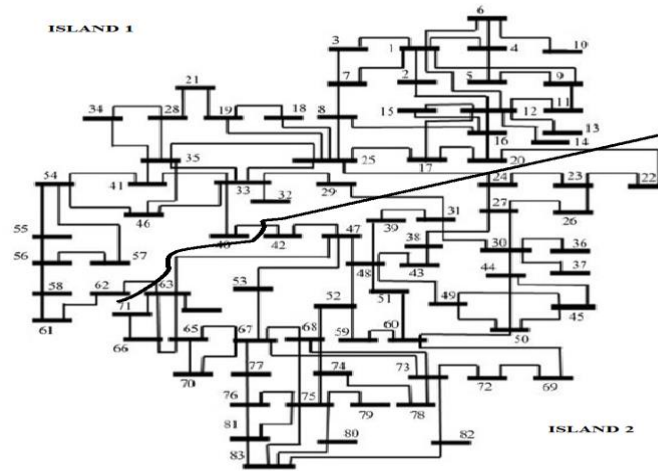 ISLAND 1
6
3 1 4 10
21 7 2 5 9
34 28 19 18 8 15 12 11
13
16 14
35 25 17 20
54 41 33 32 29 24 23 22
46 27 26
55 40 42 47 39 31 38 30 36
56 57 48 43 44 37
58 62 63 53 52 51 49 45
61 71 59 60 50
66 65 67 68
70 77 74 73 72 69
76 75 79 78
81 80 82
83
ISLAND 2